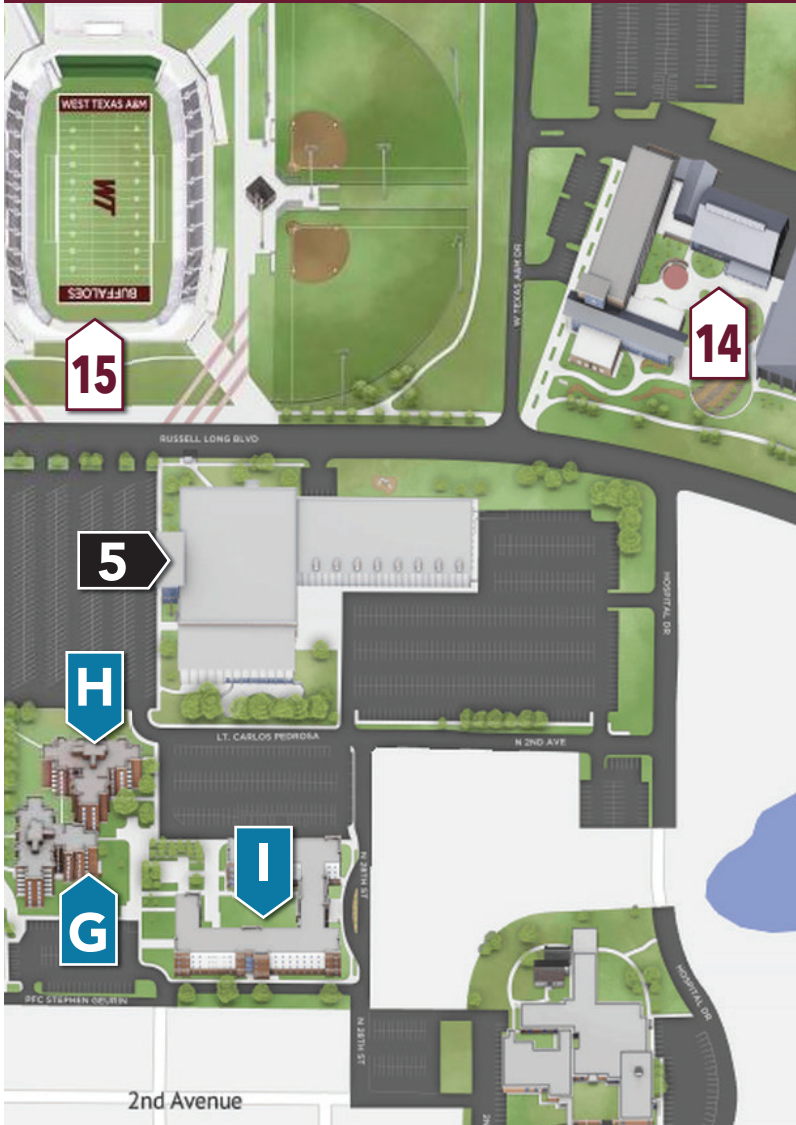 WEST TEXAS A&M
WT
BUFFALOES
15
W TEXAS A&M DR
14
RUSSELL LONG BLVD
5
HOSPITAL DR
H
LT. CARLOS PEDROSA
N 2ND AVE
I
N 28TH ST
G
HOSPITAL DR
PFC STEPHEN GEURIN
N 26TH ST
2nd Avenue